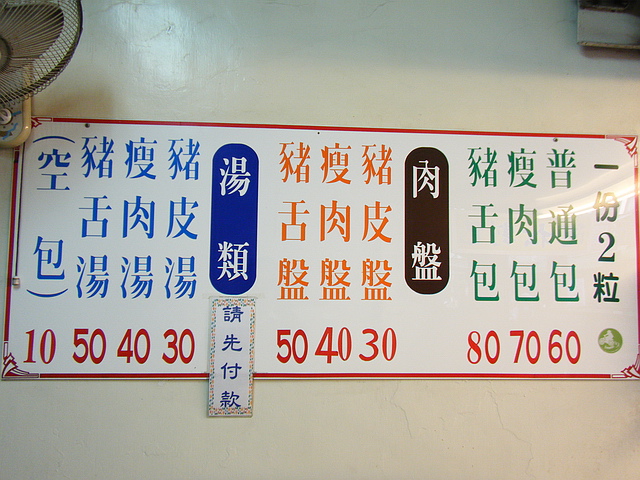 一份2粒
普通包 60
瘦肉包 70
豬舌包 80
肉盤
豬皮盤 30
瘦肉盤 40
豬舌盤 50
湯類
豬皮湯 30
瘦肉湯 40
豬舌湯 50
(空包) 10
請先付款